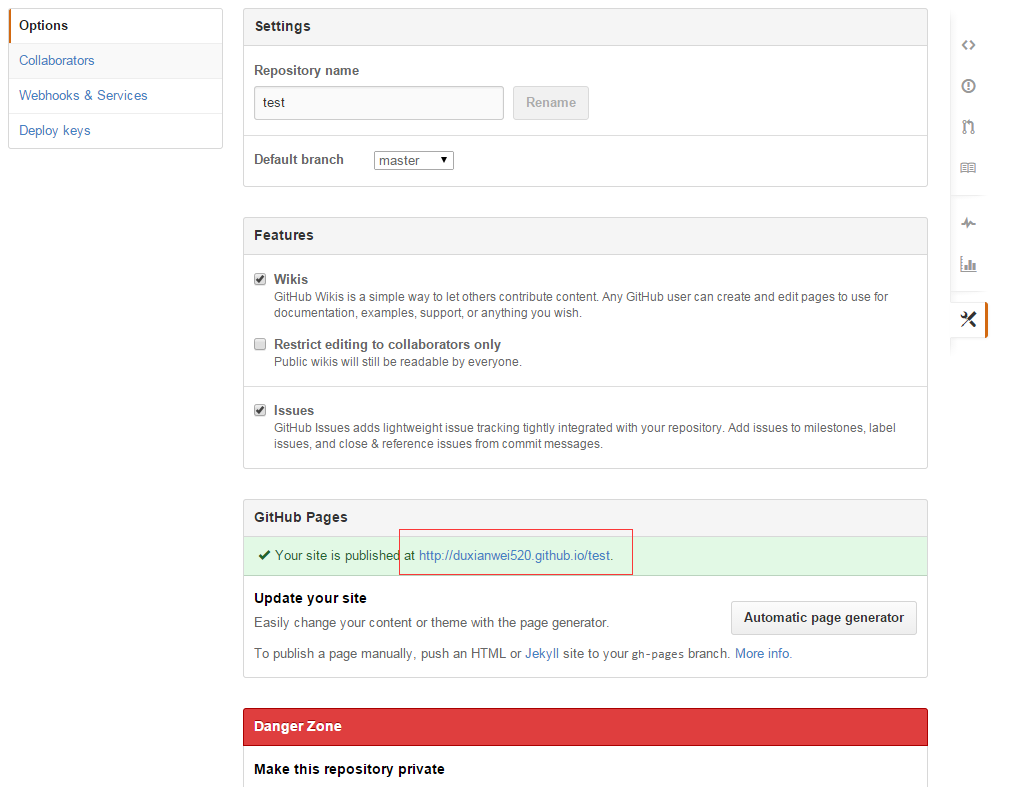 Options
Collaborators
Webhooks & Services
Deploy keys
Settings
Repository name
test
Rename
Default branch
master
Features
Wikis
GitHub Wikis is a simple way to let others contribute content. Any GitHub user can create and edit pages to use for
documentation, examples, support, or anything you wish.
Restrict editing to collaborators only
Public wikis will still be readable by everyone.
Issues
GitHub Issues adds lightweight issue tracking tightly integrated with your repository. Add issues to milestones, label
issues, and close & reference issues from commit messages.
GitHub Pages
Your site is published at http://duxianwei520.github.io/test.
Update your site
Easily change your content or theme with the page generator.
Automatic page generator
To publish a page manually, push an HTML or Jekyll site to your gh-pages branch. More info.
Danger Zone
Make this repository private